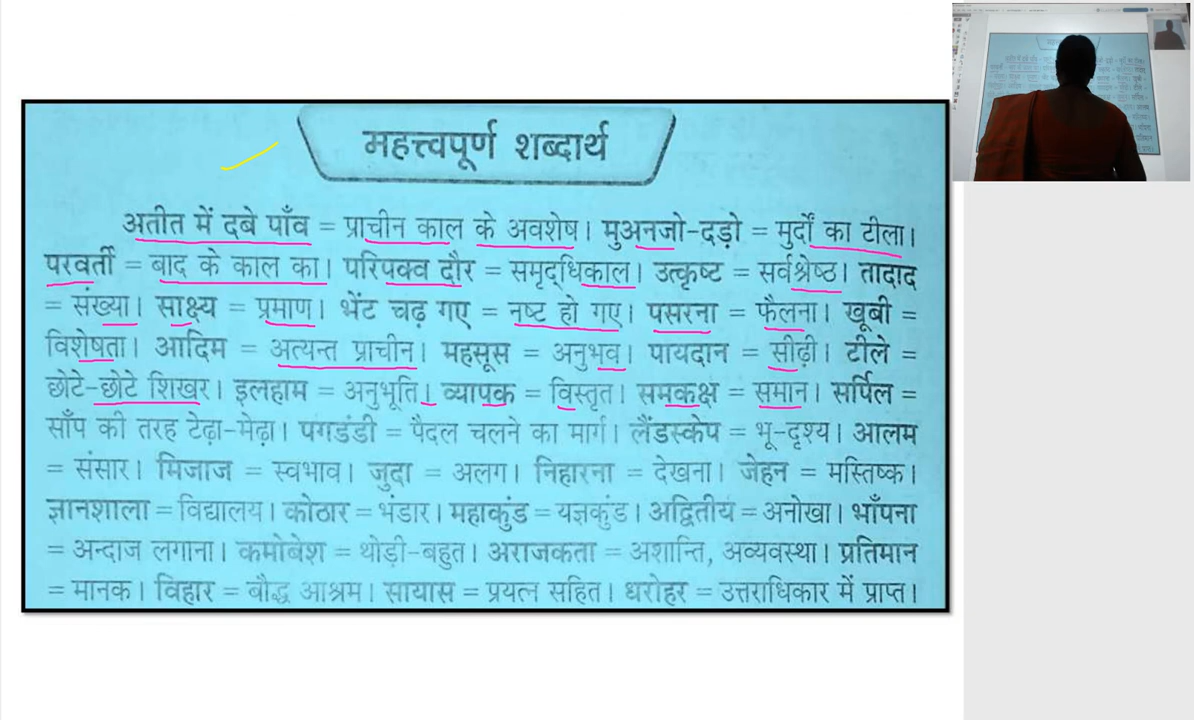 महत्त्वपूर्ण शब्दार्थ
अतीत में दबे पाँव = प्राचीन काल के अवशेष। मुअनजो-दड़ो = मुर्दों का टीला।
परवर्ती = बाद के काल का। परिपक्व दौर = समृद्धिकाल। उत्कृष्ट = सर्वश्रेष्ठ। तादाद
= संख्या। साक्ष्य = प्रमाण। भेंट चढ़ गए = नष्ट हो गए। पसरना = फैलना। खूबी =
विशेषता। आदिम = अत्यन्त प्राचीन। महसूस = अनुभव। पायदान = सीढ़ी। टीले =
छोटे-छोटे शिखर। इलहाम = अनुभूति। व्यापक = विस्तृत। समकक्ष = समान। सर्पिल =
साँप की तरह टेढ़ा-मेढ़ा। पगडंडी = पैदल चलने का मार्ग। लैंडस्केप = भू-दृश्य। आलम
= संसार। मिजाज = स्वभाव। जुदा = अलग। निहारना = देखना। जेहन = मस्तिष्क।
ज्ञानशाला = विद्यालय। कोठार = भंडार। महाकुंड = यज्ञकुंड। अद्वितीय = अनोखा। भाँपना
= अन्दाज लगाना। कमोबेश = थोड़ी-बहुत। अराजकता = अशान्ति, अव्यवस्था। प्रतिमान
= मानक। विहार = बौद्ध आश्रम। सायास = प्रयत्न सहित। धरोहर = उत्तराधिकार में प्राप्त।